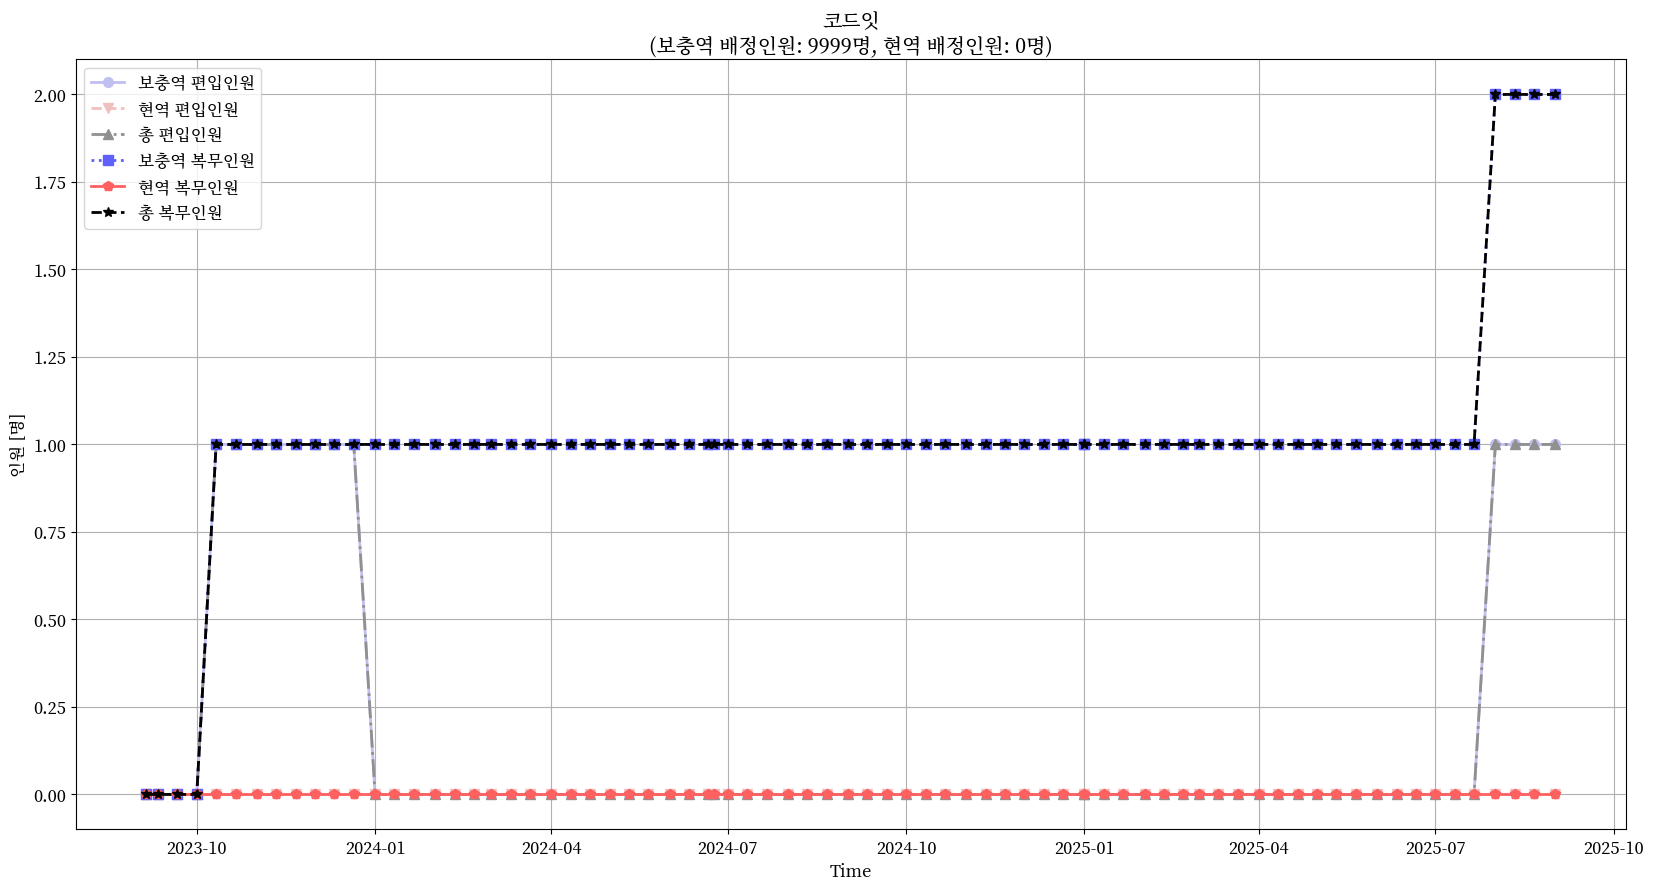 코드잇
(보충역 배정인원: 9999명, 현역 배정인원: 0명)
보충역 편입인원
현역 편입인원
총 편입인원
보충역 복무인원
현역 복무인원
총 복무인원
2.00
1.75
1.50
1.25
1.00
0.75
0.50
0.25
0.00
인원 [명]
2023-10
2024-01
2024-04
2024-07
2024-10
2025-01
2025-04
2025-07
2025-10
Time